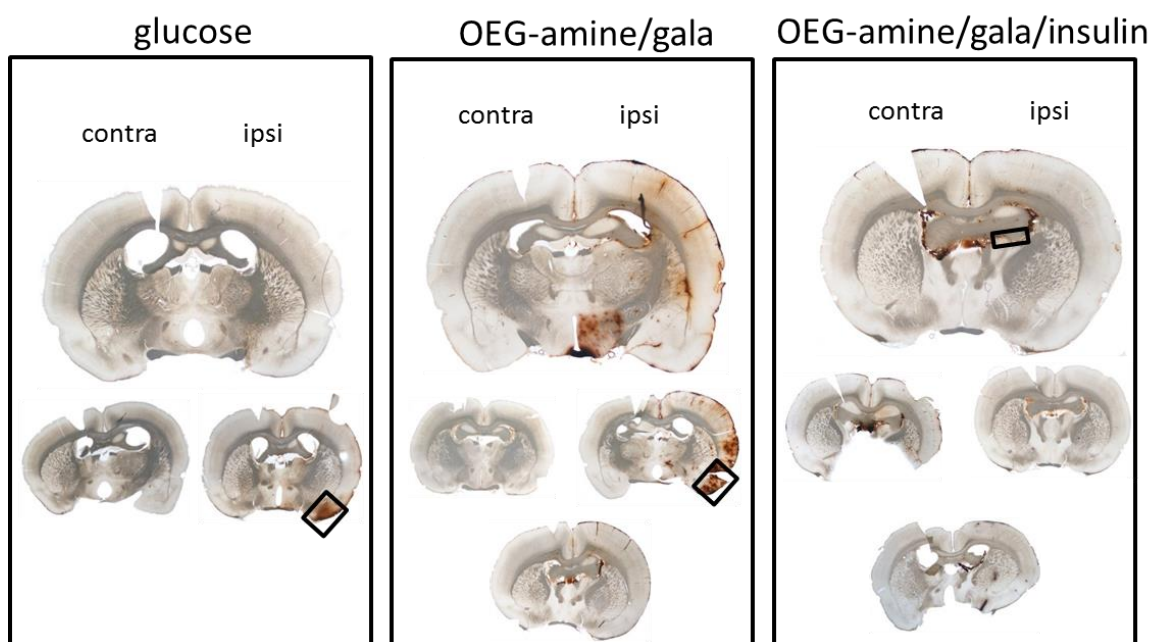 glucose
OEG-amine/gala
OEG-amine/gala/insulin
contra ipsi
contra ipsi
contra ipsi